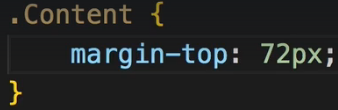 .Content {
    margin-top: 72px;
}